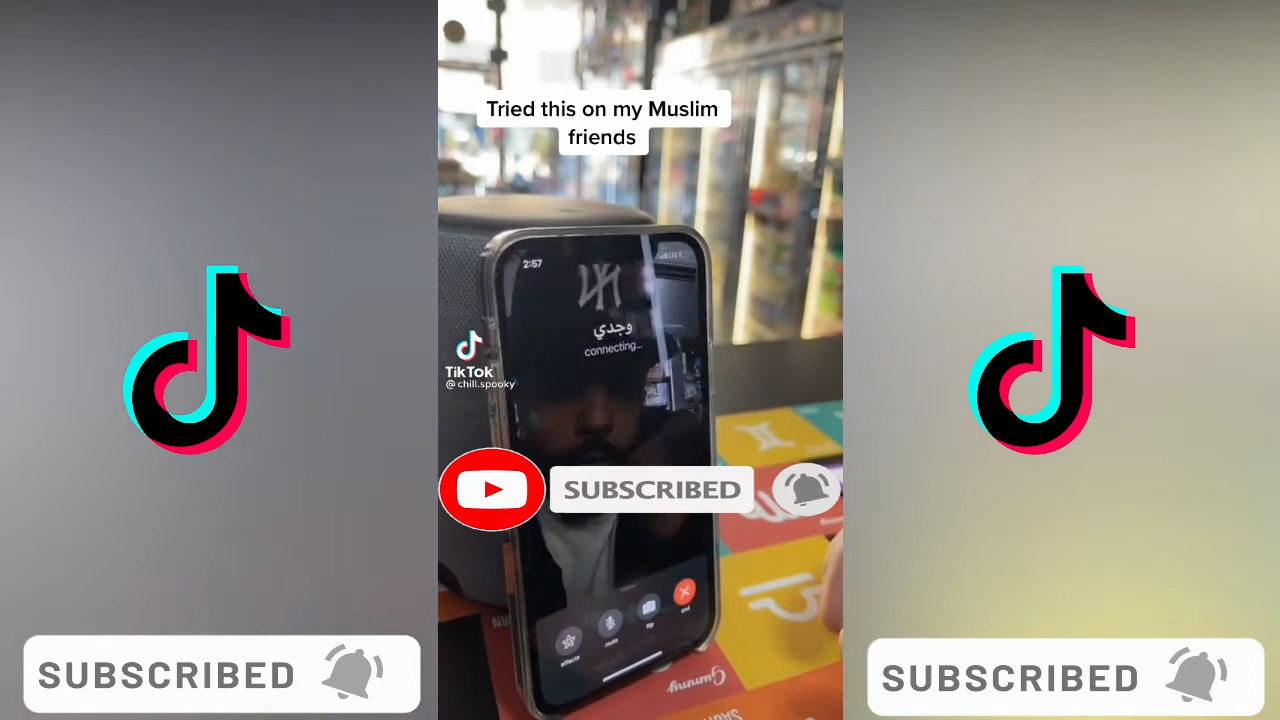 Tried this on my Muslim
friends
2:57
وجدي
connecting...
TikTok
@chill.spooky
SUBSCRIBED
effects
mute
flip
end
Gummy
SUBSCRIBED
SUBSCRIBED